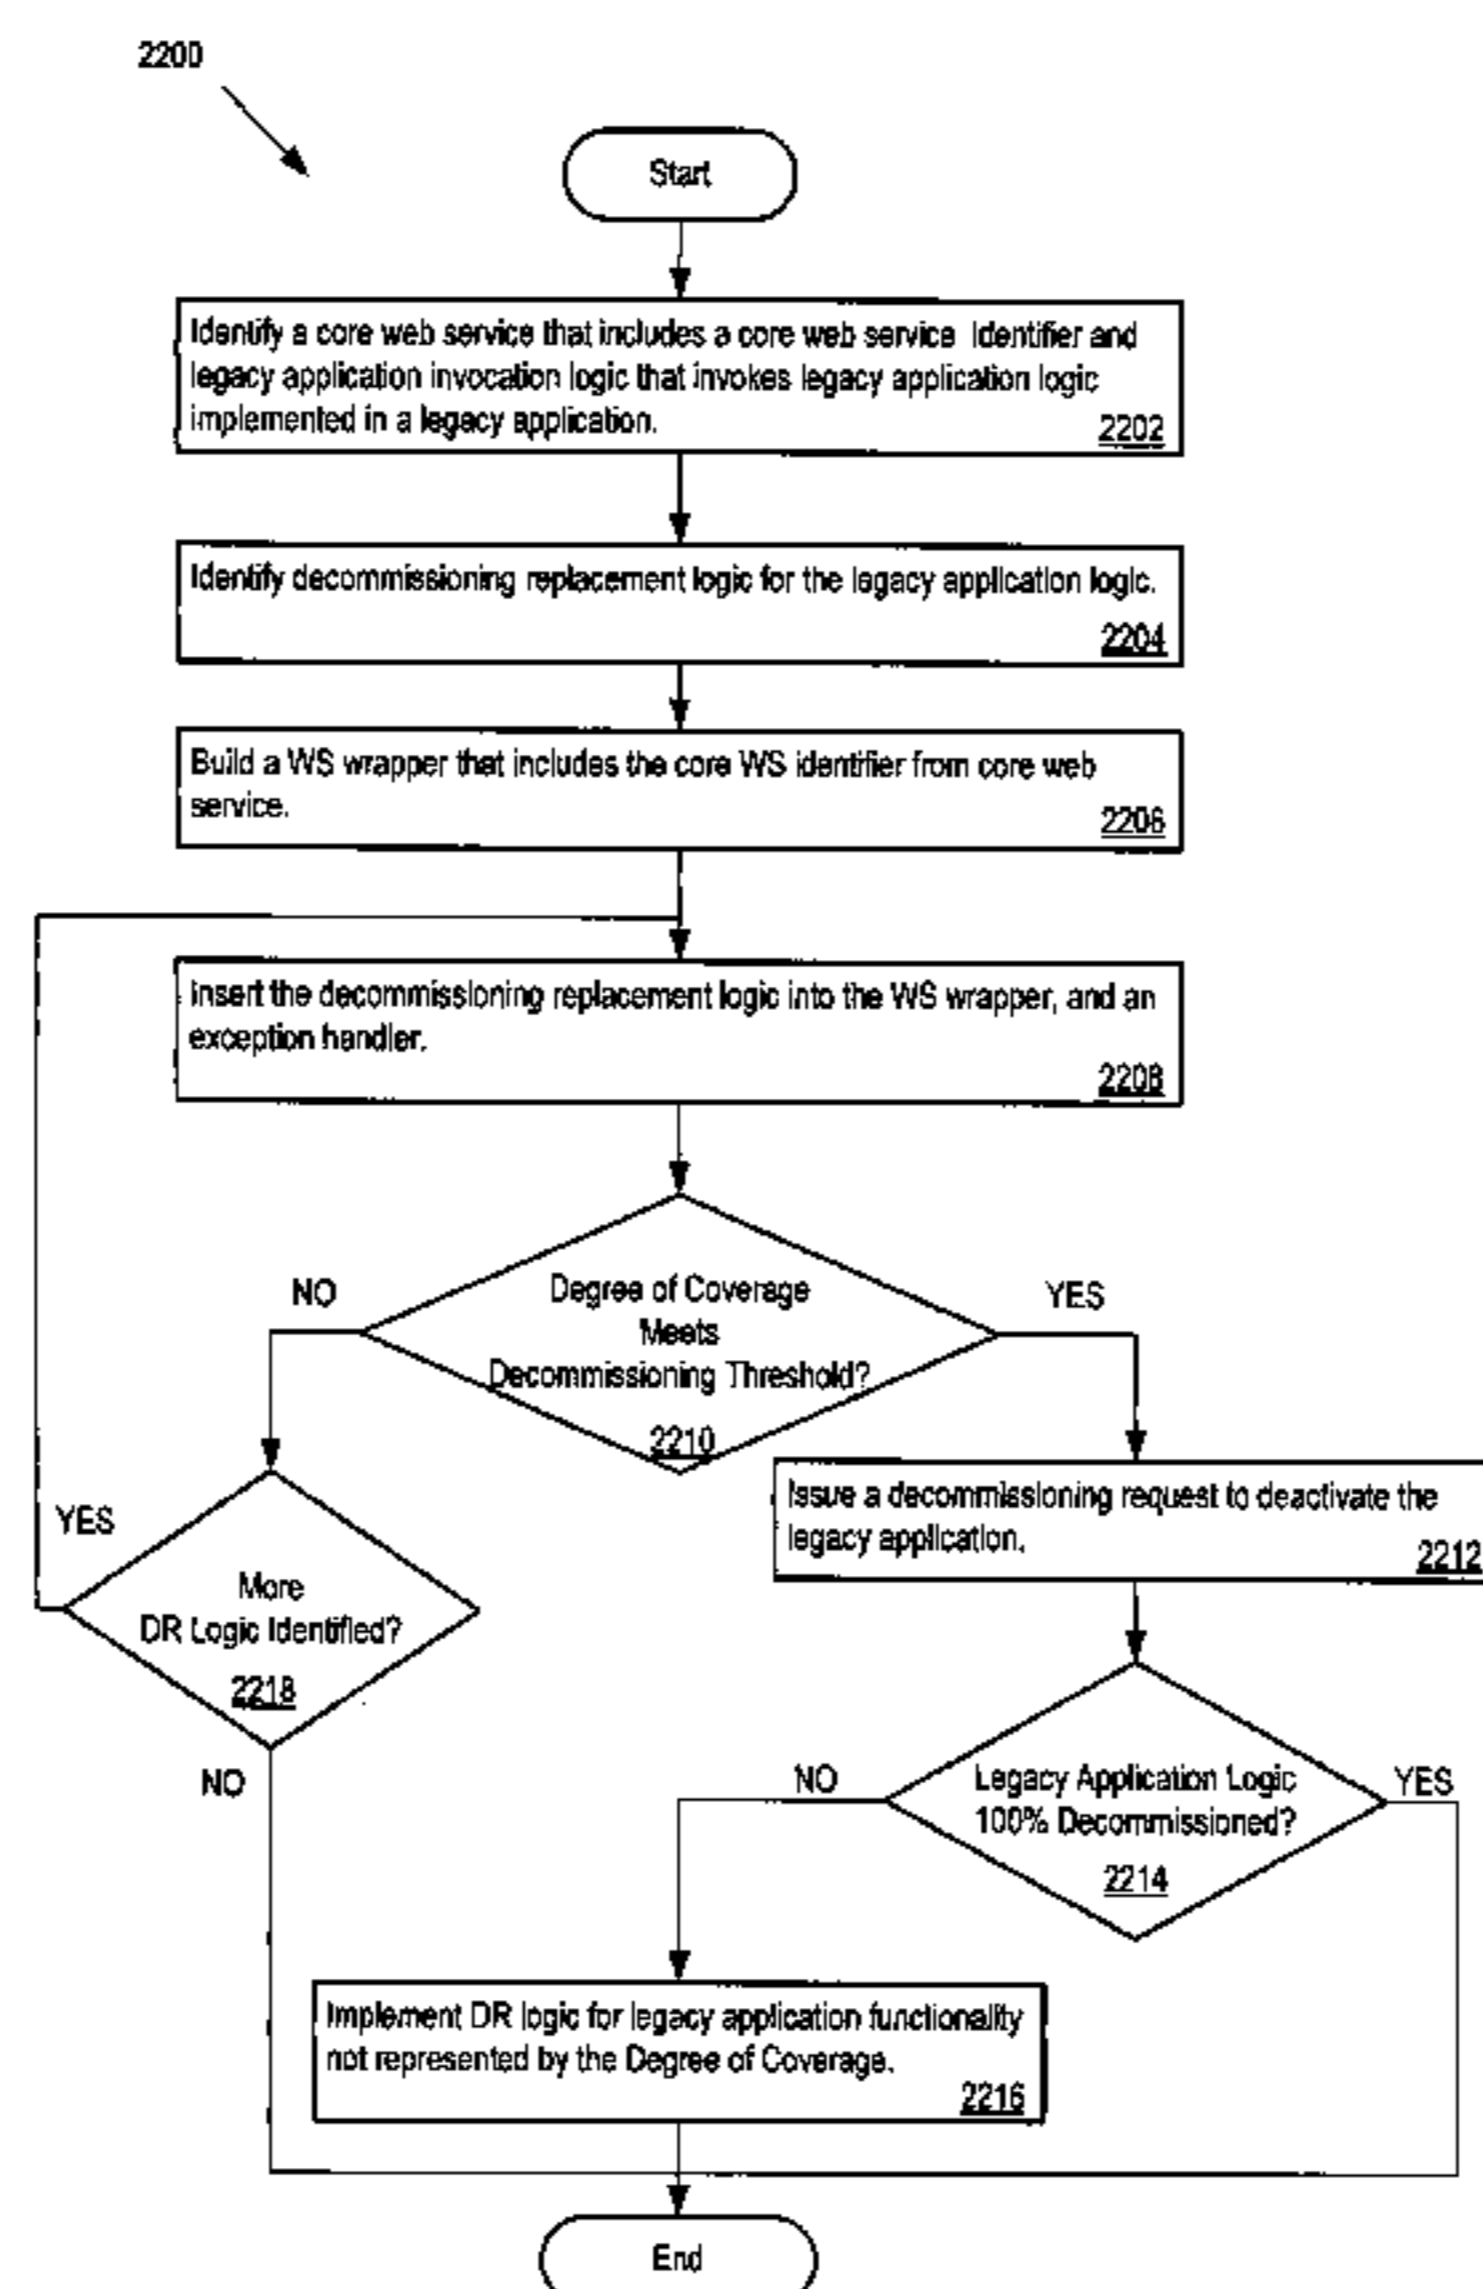 2200
Start
Identify a core web service that includes a core web service Identifier and
legacy application invocation logic that invokes legacy application logic
implemented in a legacy application.
2202
Identify decommissioning replacement logic for the legacy application logic.
2204
Build a WS wrapper that includes the core WS identifier from core web
service.
2206
Insert the decommissioning replacement logic into the WS wrapper, and an
exception handler.
2208
NO
Degree of Coverage
Meets
Decommissioning Threshold?
2210
YES
Issue a decommissioning request to deactivate the
legacy application.
2212
YES
More
DR Logic Identified?
2218
NO
NO
Legacy Application Logic
100% Decommissioned?
2214
YES
Implement DR logic for legacy application functionality
not represented by the Degree of Coverage.
2216
End